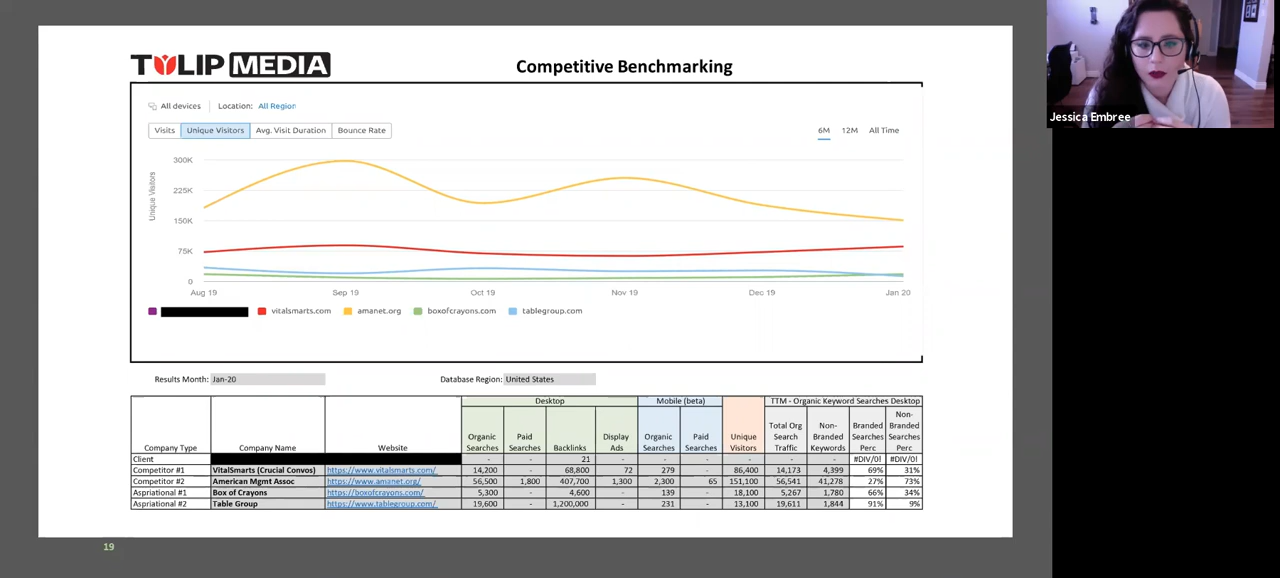 TULIP MEDIA
Competitive Benchmarking
Jessica Embree
All devices Location: All Region
Visits Unique Visitors Avg. Visit Duration Bounce Rate 6M 12M All Time
Unique Visitors
300K
225K
150K
75K
0
Aug 19 Sep 19 Oct 19 Nov 19 Dec 19 Jan 20
vitalsmarts.com amanet.org boxofcrayons.com tablegroup.com
Results Month: Jan-20 Database Region: United States
Desktop Mobile (beta) TTM - Organic Keyword Searches Desktop
Company Type Company Name Website Organic Searches Paid Searches Backlinks Display Ads Organic Searches Paid Searches Unique Visitors Total Org Search Traffic Non-Branded Keywords Branded Searches Perc Non-Branded Searches Perc
Client - - 21 - - - - - - #DIV/0! #DIV/0!
Competitor #1 VitalSmarts (Crucial Convos) https://www.vitalsmarts.com/ 14,200 - 68,800 72 279 - 86,400 14,173 4,399 69% 31%
Competitor #2 American Mgmt Assoc https://www.amanet.org/ 56,500 1,800 407,700 1,300 2,300 65 151,100 56,541 41,278 27% 73%
Aspriational #1 Box of Crayons https://boxofcrayons.com/ 5,300 - 4,600 - 139 - 18,100 5,267 1,780 66% 34%
Aspriational #2 Table Group https://www.tablegroup.com/ 19,600 - 1,200,000 - 231 - 13,100 19,611 1,844 91% 9%
19